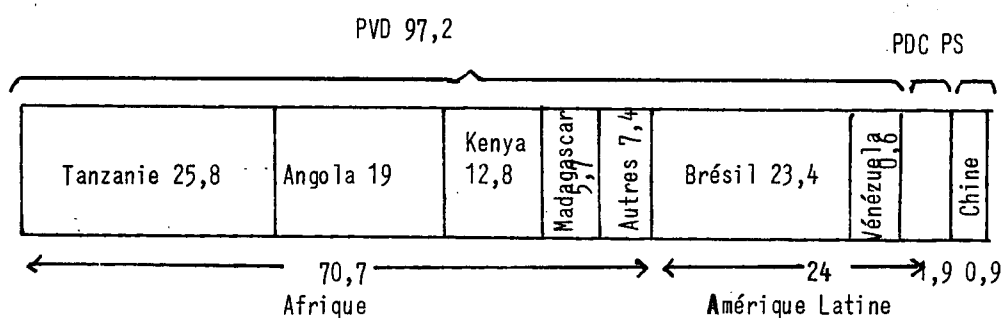 PVD 97,2
PDC PS
Tanzanie 25,8
Angola 19
Kenya
12,8
Madagascar
5,7
Autres 7,4
Brésil 23,4
Vénézuela
0,6
Chine
70,7
24
1,9 0,9
Afrique
Amérique Latine